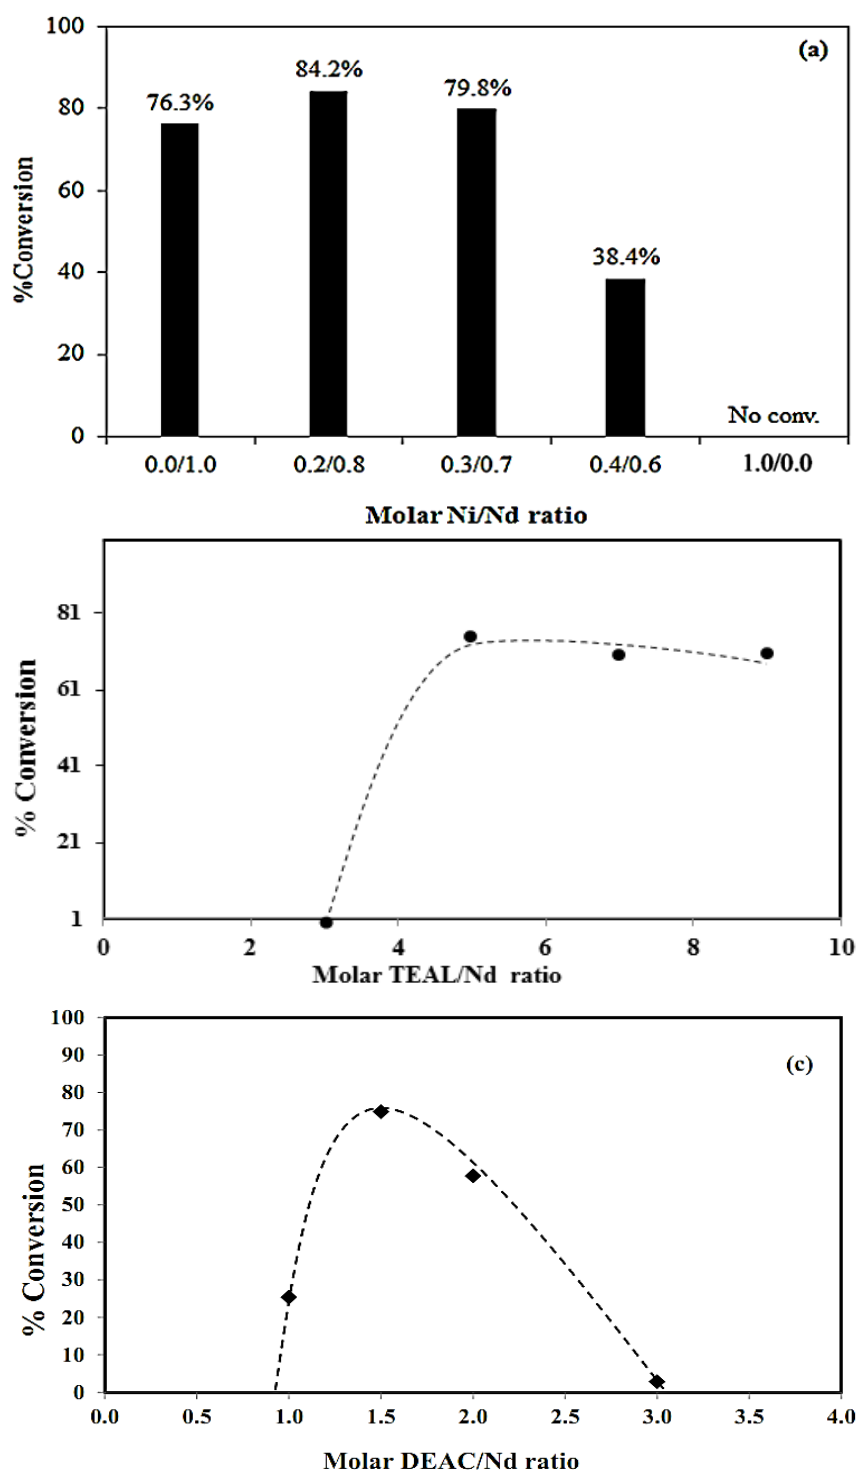 100
(a)
84.2%
76.3%
79.8%
80
60
%Conversion
38.4%
40
20
No conv.
0
0.0/1.0 0.2/0.8 0.3/0.7 0.4/0.6 1.0/0.0
Molar Ni/Nd ratio
81
61
% Conversion
41
21
1
0 2 4 6 8 10
Molar TEAL/Nd ratio
100
90
(c)
80
70
60
% Conversion
50
40
30
20
10
0
0.0 0.5 1.0 1.5 2.0 2.5 3.0 3.5 4.0
Molar DEAC/Nd ratio